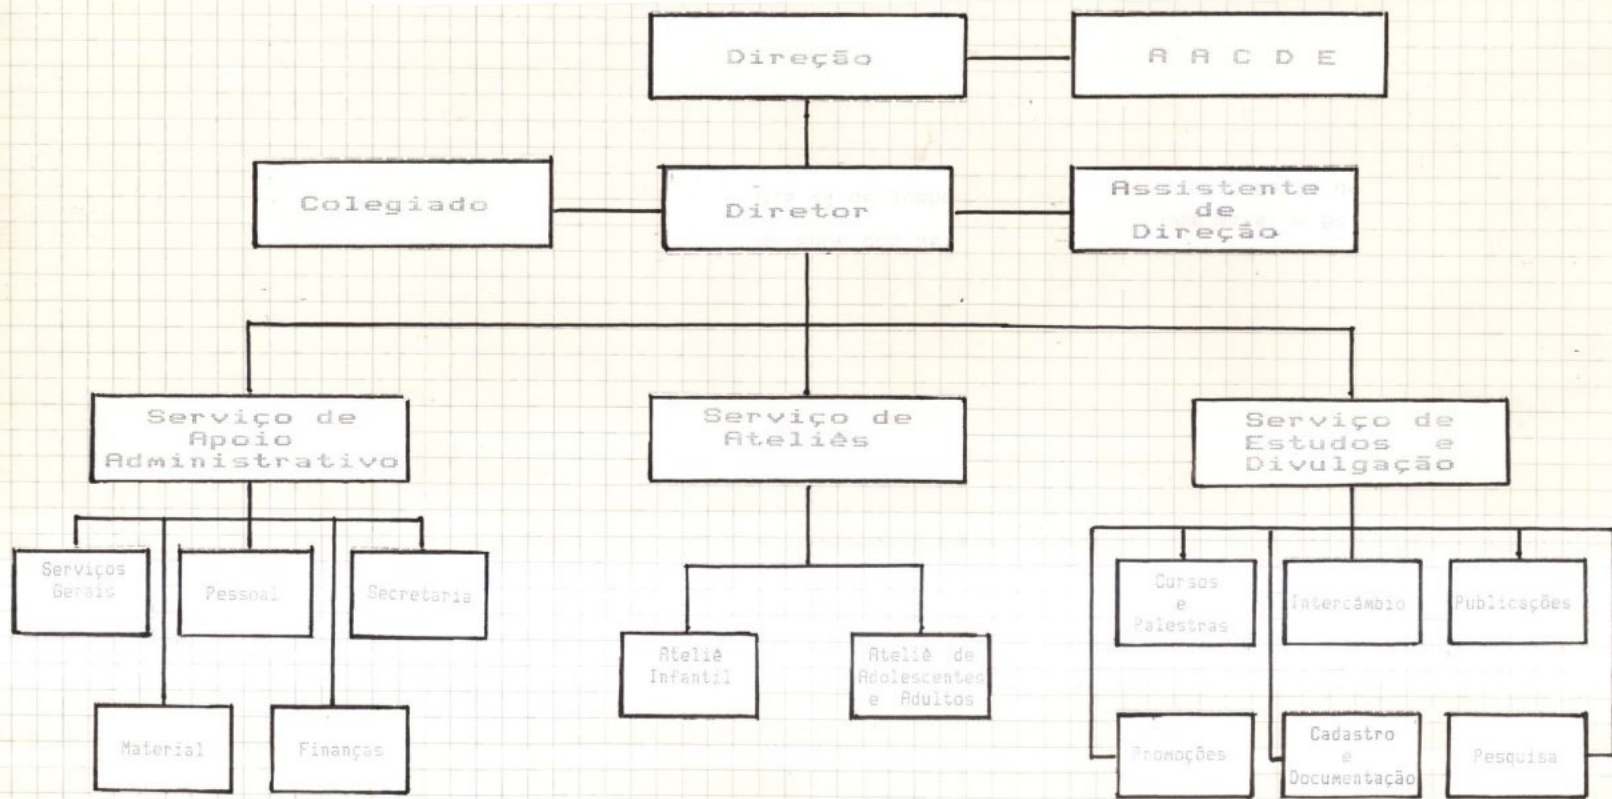 Direção
A A C D E
Colegiado
Diretor
Assistente
de
Direção
Serviço de
Apoio
Administrativo
Serviço de
Ateliês
Serviço de
Estudos e
Divulgação
Serviços
Gerais
Pessoal
Secretaria
Material
Finanças
Ateliê
Infantil
Ateliê de
Adolescentes
e Adultos
Cursos
e
Palestras
Intercâmbio
Publicações
Promoções
Cadastro
e
Documentação
Pesquisa